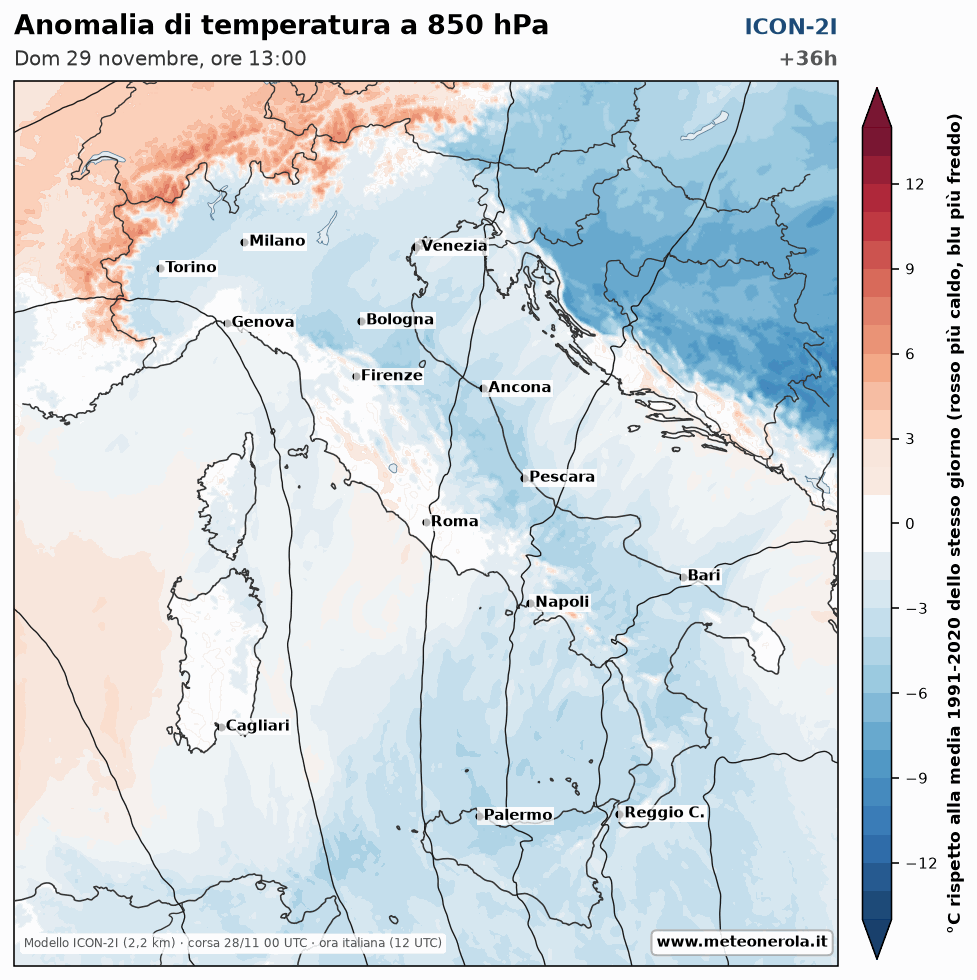 Anomalia di temperatura a 850 hPa
ICON-2I
Dom 29 novembre, ore 13:00
+36h
Milano
Venezia
Torino
Genova
Bologna
Firenze
Ancona
Pescara
Roma
Bari
Napoli
Cagliari
Palermo
Reggio C.
12
9
6
3
0
−3
−6
−9
−12
°C rispetto alla media 1991-2020 dello stesso giorno (rosso più caldo, blu più freddo)
Modello ICON-2I (2,2 km) · corsa 28/11 00 UTC · ora italiana (12 UTC)
www.meteonerola.it